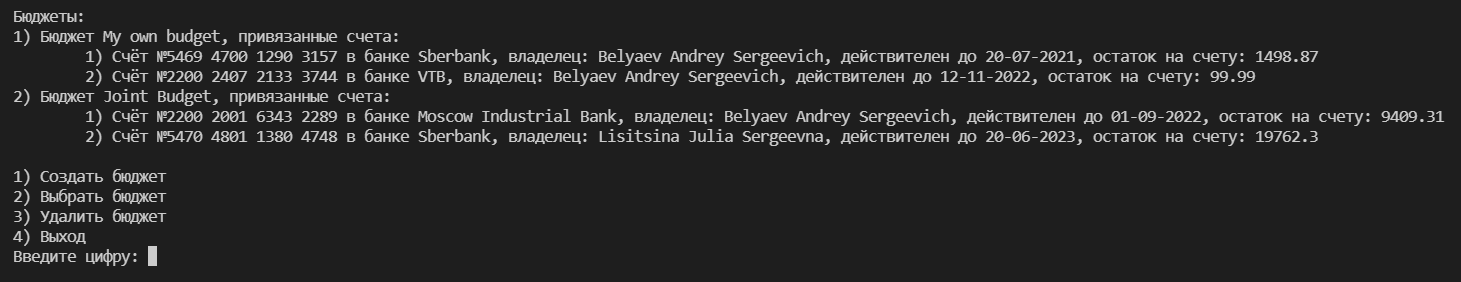 Бюджеты:
1) Бюджет My own budget, привязанные счета:
1) Счёт №5469 4700 1290 3157 в банке Sberbank, владелец: Belyaev Andrey Sergeevich, действителен до 20-07-2021, остаток на счету: 1498.87
2) Счёт №2200 2407 2133 3744 в банке VTB, владелец: Belyaev Andrey Sergeevich, действителен до 12-11-2022, остаток на счету: 99.99
2) Бюджет Joint Budget, привязанные счета:
1) Счёт №2200 2001 6343 2289 в банке Moscow Industrial Bank, владелец: Belyaev Andrey Sergeevich, действителен до 01-09-2022, остаток на счету: 9409.31
2) Счёт №5470 4801 1380 4748 в банке Sberbank, владелец: Lisitsina Julia Sergeevna, действителен до 20-06-2023, остаток на счету: 19762.3
1) Создать бюджет
2) Выбрать бюджет
3) Удалить бюджет
4) Выход
Введите цифру: